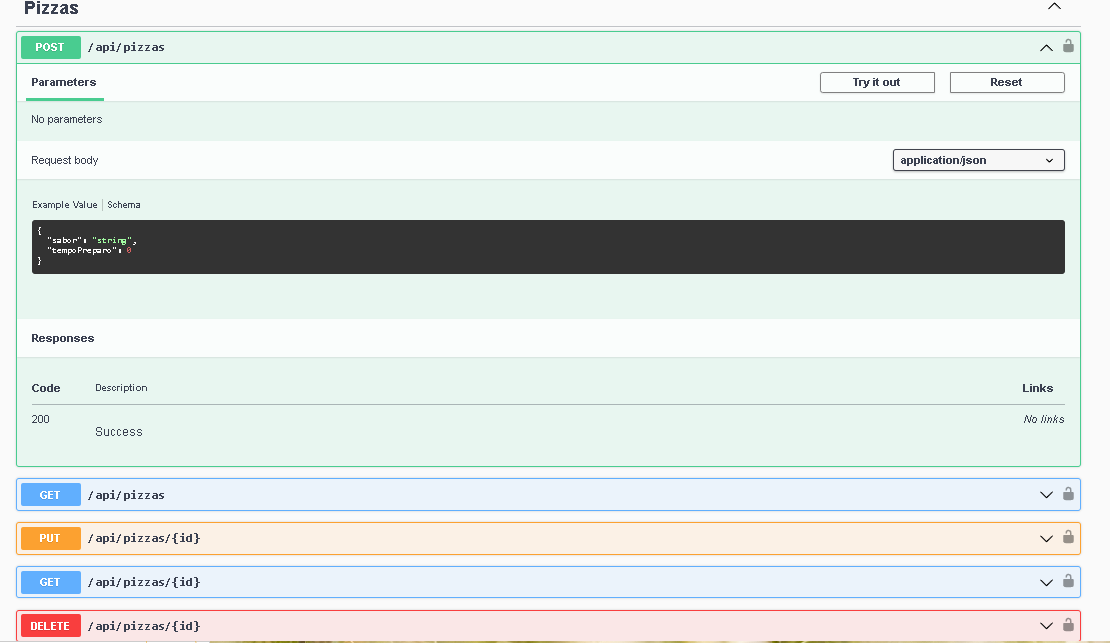 Pizzas
POST /api/pizzas
Parameters Try it out Reset
No parameters
Request body application/json
Example Value Schema
{
"sabor": "string",
"tempoPreparo": 0
}
Responses
Code Description Links
200 No links
Success
GET /api/pizzas
PUT /api/pizzas/{id}
GET /api/pizzas/{id}
DELETE /api/pizzas/{id}